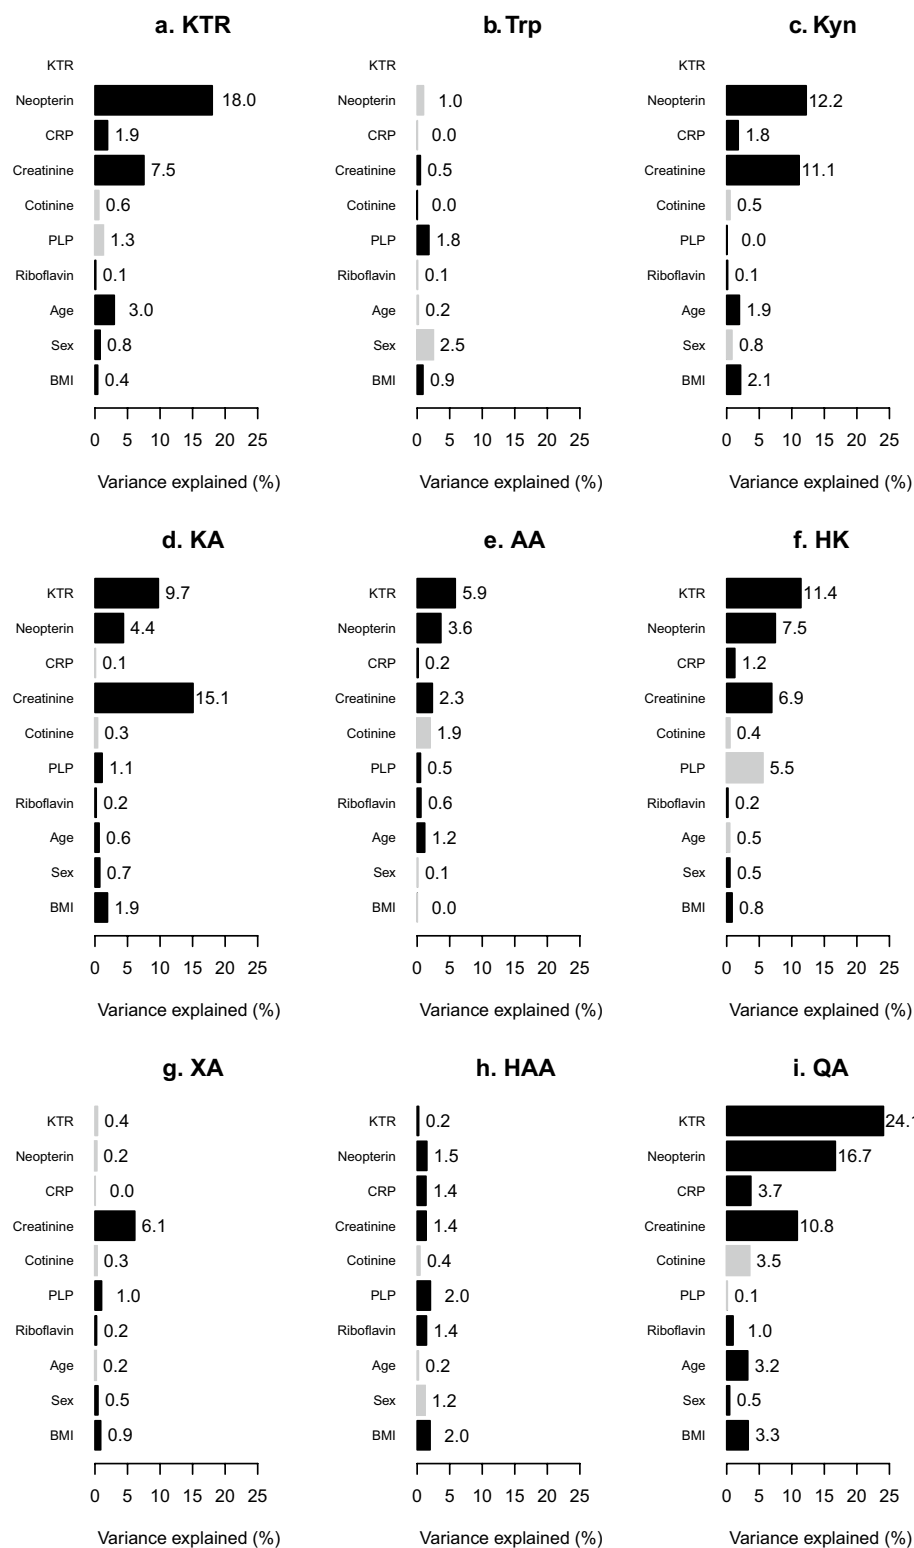 a. KTR
KTR
Neopterin 18.0
CRP 1.9
Creatinine 7.5
Cotinine 0.6
PLP 1.3
Riboflavin 0.1
Age 3.0
Sex 0.8
BMI 0.4
0 5 10 15 20 25
Variance explained (%)
b. Trp
KTR
Neopterin 1.0
CRP 0.0
Creatinine 0.5
Cotinine 0.0
PLP 1.8
Riboflavin 0.1
Age 0.2
Sex 2.5
BMI 0.9
0 5 10 15 20 25
Variance explained (%)
c. Kyn
KTR
Neopterin 12.2
CRP 1.8
Creatinine 11.1
Cotinine 0.5
PLP 0.0
Riboflavin 0.1
Age 1.9
Sex 0.8
BMI 2.1
0 5 10 15 20 25
Variance explained (%)
d. KA
KTR 9.7
Neopterin 4.4
CRP 0.1
Creatinine 15.1
Cotinine 0.3
PLP 1.1
Riboflavin 0.2
Age 0.6
Sex 0.7
BMI 1.9
0 5 10 15 20 25
Variance explained (%)
e. AA
KTR 5.9
Neopterin 3.6
CRP 0.2
Creatinine 2.3
Cotinine 1.9
PLP 0.5
Riboflavin 0.6
Age 1.2
Sex 0.1
BMI 0.0
0 5 10 15 20 25
Variance explained (%)
f. HK
KTR 11.4
Neopterin 7.5
CRP 1.2
Creatinine 6.9
Cotinine 0.4
PLP 5.5
Riboflavin 0.2
Age 0.5
Sex 0.5
BMI 0.8
0 5 10 15 20 25
Variance explained (%)
g. XA
KTR 0.4
Neopterin 0.2
CRP 0.0
Creatinine 6.1
Cotinine 0.3
PLP 1.0
Riboflavin 0.2
Age 0.2
Sex 0.5
BMI 0.9
0 5 10 15 20 25
Variance explained (%)
h. HAA
KTR 0.2
Neopterin 1.5
CRP 1.4
Creatinine 1.4
Cotinine 0.4
PLP 2.0
Riboflavin 1.4
Age 0.2
Sex 1.2
BMI 2.0
0 5 10 15 20 25
Variance explained (%)
i. QA
KTR 24.1
Neopterin 16.7
CRP 3.7
Creatinine 10.8
Cotinine 3.5
PLP 0.1
Riboflavin 1.0
Age 3.2
Sex 0.5
BMI 3.3
0 5 10 15 20 25
Variance explained (%)